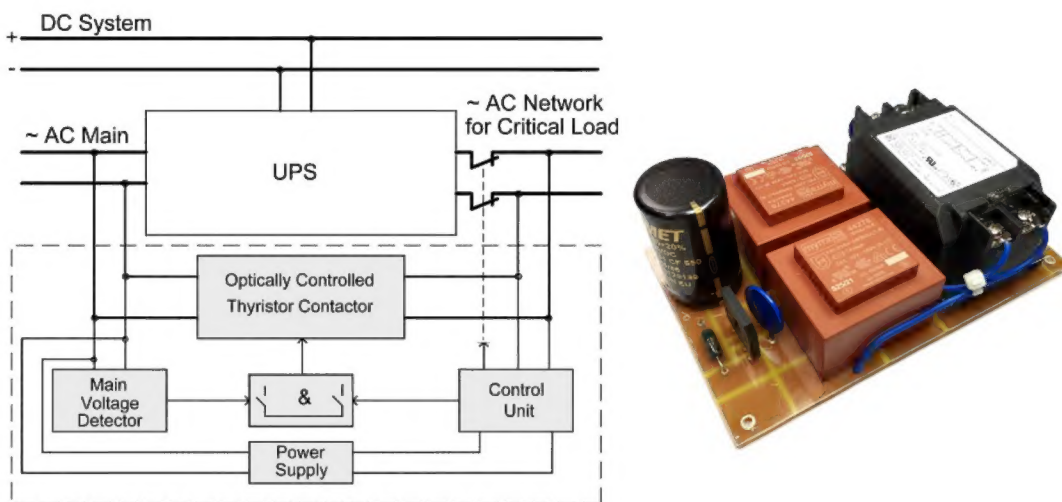 DC System
+
-
~ AC Network
for Critical Load
~ AC Main
UPS
Optically Controlled
Thyristor Contactor
Main
Voltage
Detector
&
Control
Unit
Power
Supply